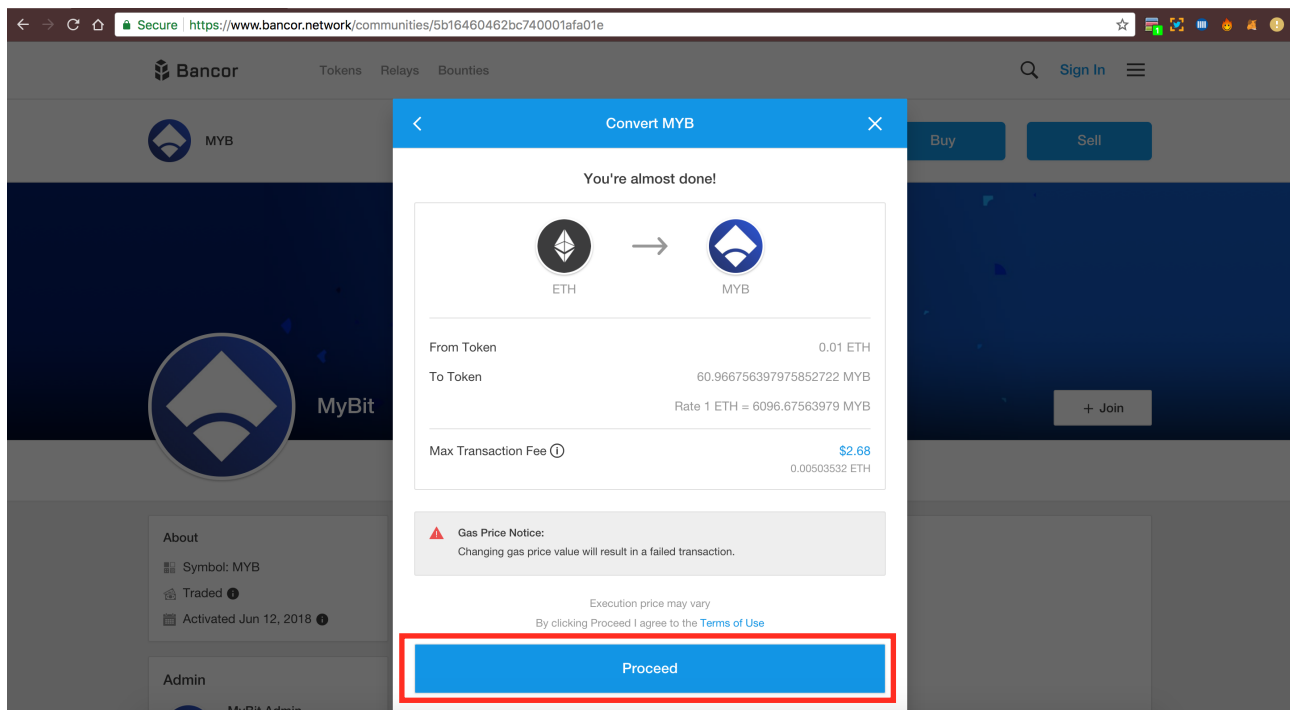 Secure https://www.bancor.network/communities/5b16460462bc740001afa01e
1
Bancor Tokens Relays Bounties Sign In
MYB Buy Sell
Convert MYB
You're almost done!
ETH MYB
From Token 0.01 ETH
To Token 60.966756397975852722 MYB
Rate 1 ETH = 6096.67563979 MYB
Max Transaction Fee $2.68
0.00503532 ETH
MyBit + Join
Gas Price Notice:
Changing gas price value will result in a failed transaction.
About
Symbol: MYB
Traded
Activated Jun 12, 2018
Execution price may vary
By clicking Proceed I agree to the Terms of Use
Proceed
Admin
MyBit Admin